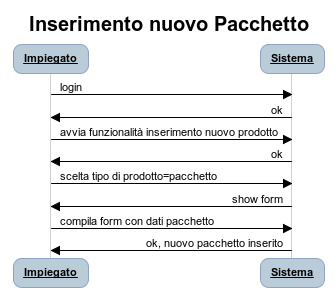 Inserimento nuovo Pacchetto
Impiegato Sistema
login
ok
avvia funzionalità inserimento nuovo prodotto
ok
scelta tipo di prodotto=pacchetto
show form
compila form con dati pacchetto
ok, nuovo pacchetto inserito
Impiegato Sistema